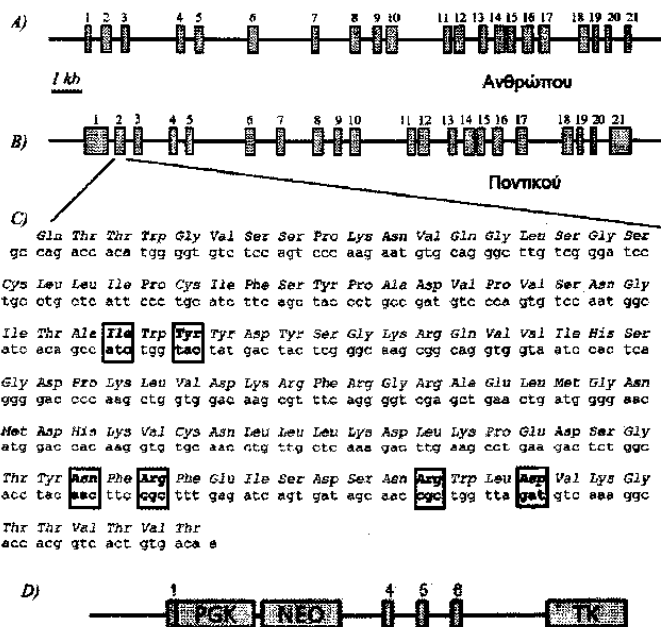 A) 1 2 3 4 5 6 7 8 9 10 11 12 13 14 15 16 17 18 19 20 21
1 kb
Ανθρώπου
B) 1 2 3 4 5 6 7 8 9 10 11 12 13 14 15 16 17 18 19 20 21
Ποντικού
C)
Gln Thr Thr Trp Gly Val Ser Ser Pro Lys Asn Val Gln Gly Leu Ser Gly Ser
gc cag acc aca tgg ggt gtc tcc agt ccc aag aat gtg cag ggc ttg tcg gga tcc
Cys Leu Leu Ile Pro Cys Ile Phe Ser Tyr Pro Ala Asp Val Pro Val Ser Asn Gly
tgc ctg ctc att ccc tgc atc ttc agc tac cct gcc gat gtc cca gtg tcc aat ggc
Ile Thr Ala Ile Trp Tyr Tyr Asp Tyr Ser Gly Lys Arg Gln Val Val Ile His Ser
atc aca gcc atc tgg tac tat gac tac tcg ggc aag cgg cag gtg gta atc cac tca
Gly Asp Pro Lys Leu Val Asp Lys Arg Phe Arg Gly Arg Ala Glu Leu Met Gly Asn
ggg gac ccc aag ctg gtg gac aag cgt ttc agg ggt cga gct gaa ctg atg ggg aac
Met Asp His Lys Val Cys Asn Leu Leu Leu Lys Asp Leu Lys Pro Glu Asp Ser Gly
atg gac cac aag gtg tgc aac ctg ttg ctc aaa gac ttg aag cct gaa gac tct ggc
Thr Tyr Asn Phe Arg Phe Glu Ile Ser Asp Ser Asn Arg Trp Leu Asp Val Lys Gly
acc tac aac ttc cgc ttt gag atc agt gat agc aac cgc tgg tta gat gtc aaa ggc
Thr Thr Val Thr Val Thr
acc acg gtc act gtg aca a
D) 1 PGK NEO 4 5 6 TK